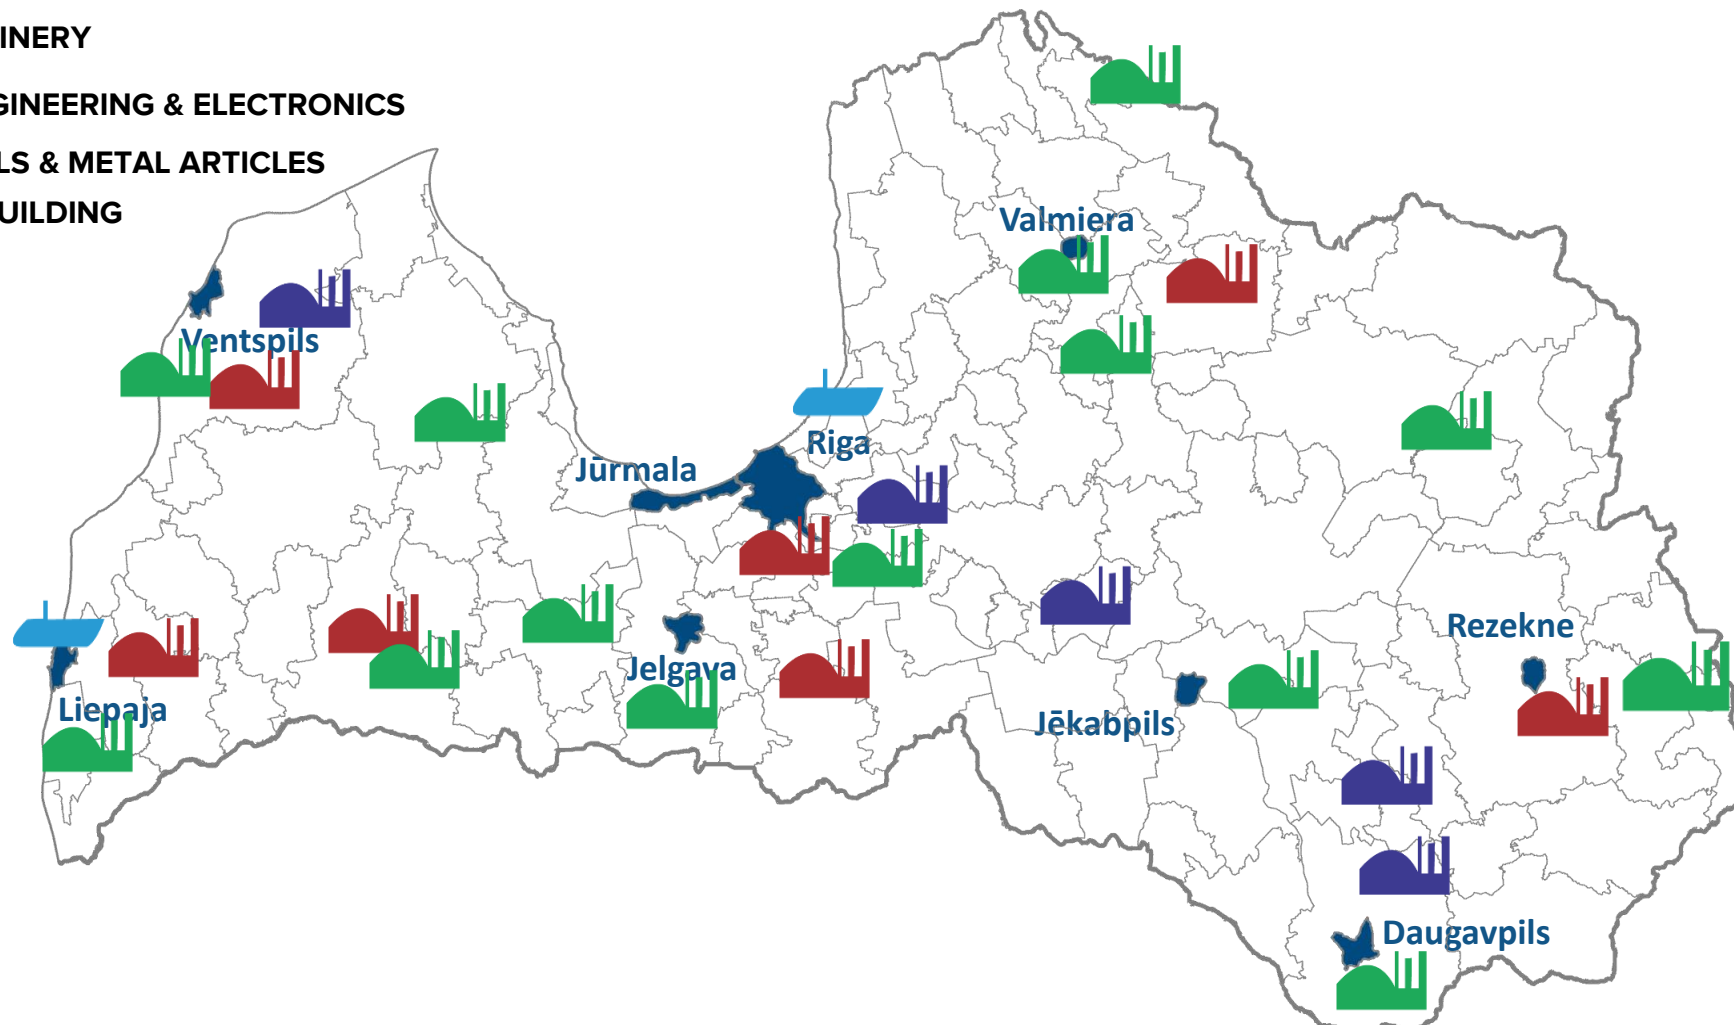 INERY
GINEERING & ELECTRONICS
LS & METAL ARTICLES
UILDING
Valmiera
Ventspils
Riga
Jūrmala
Rezekne
Jelgava
Liepaja
Jēkabpils
Daugavpils